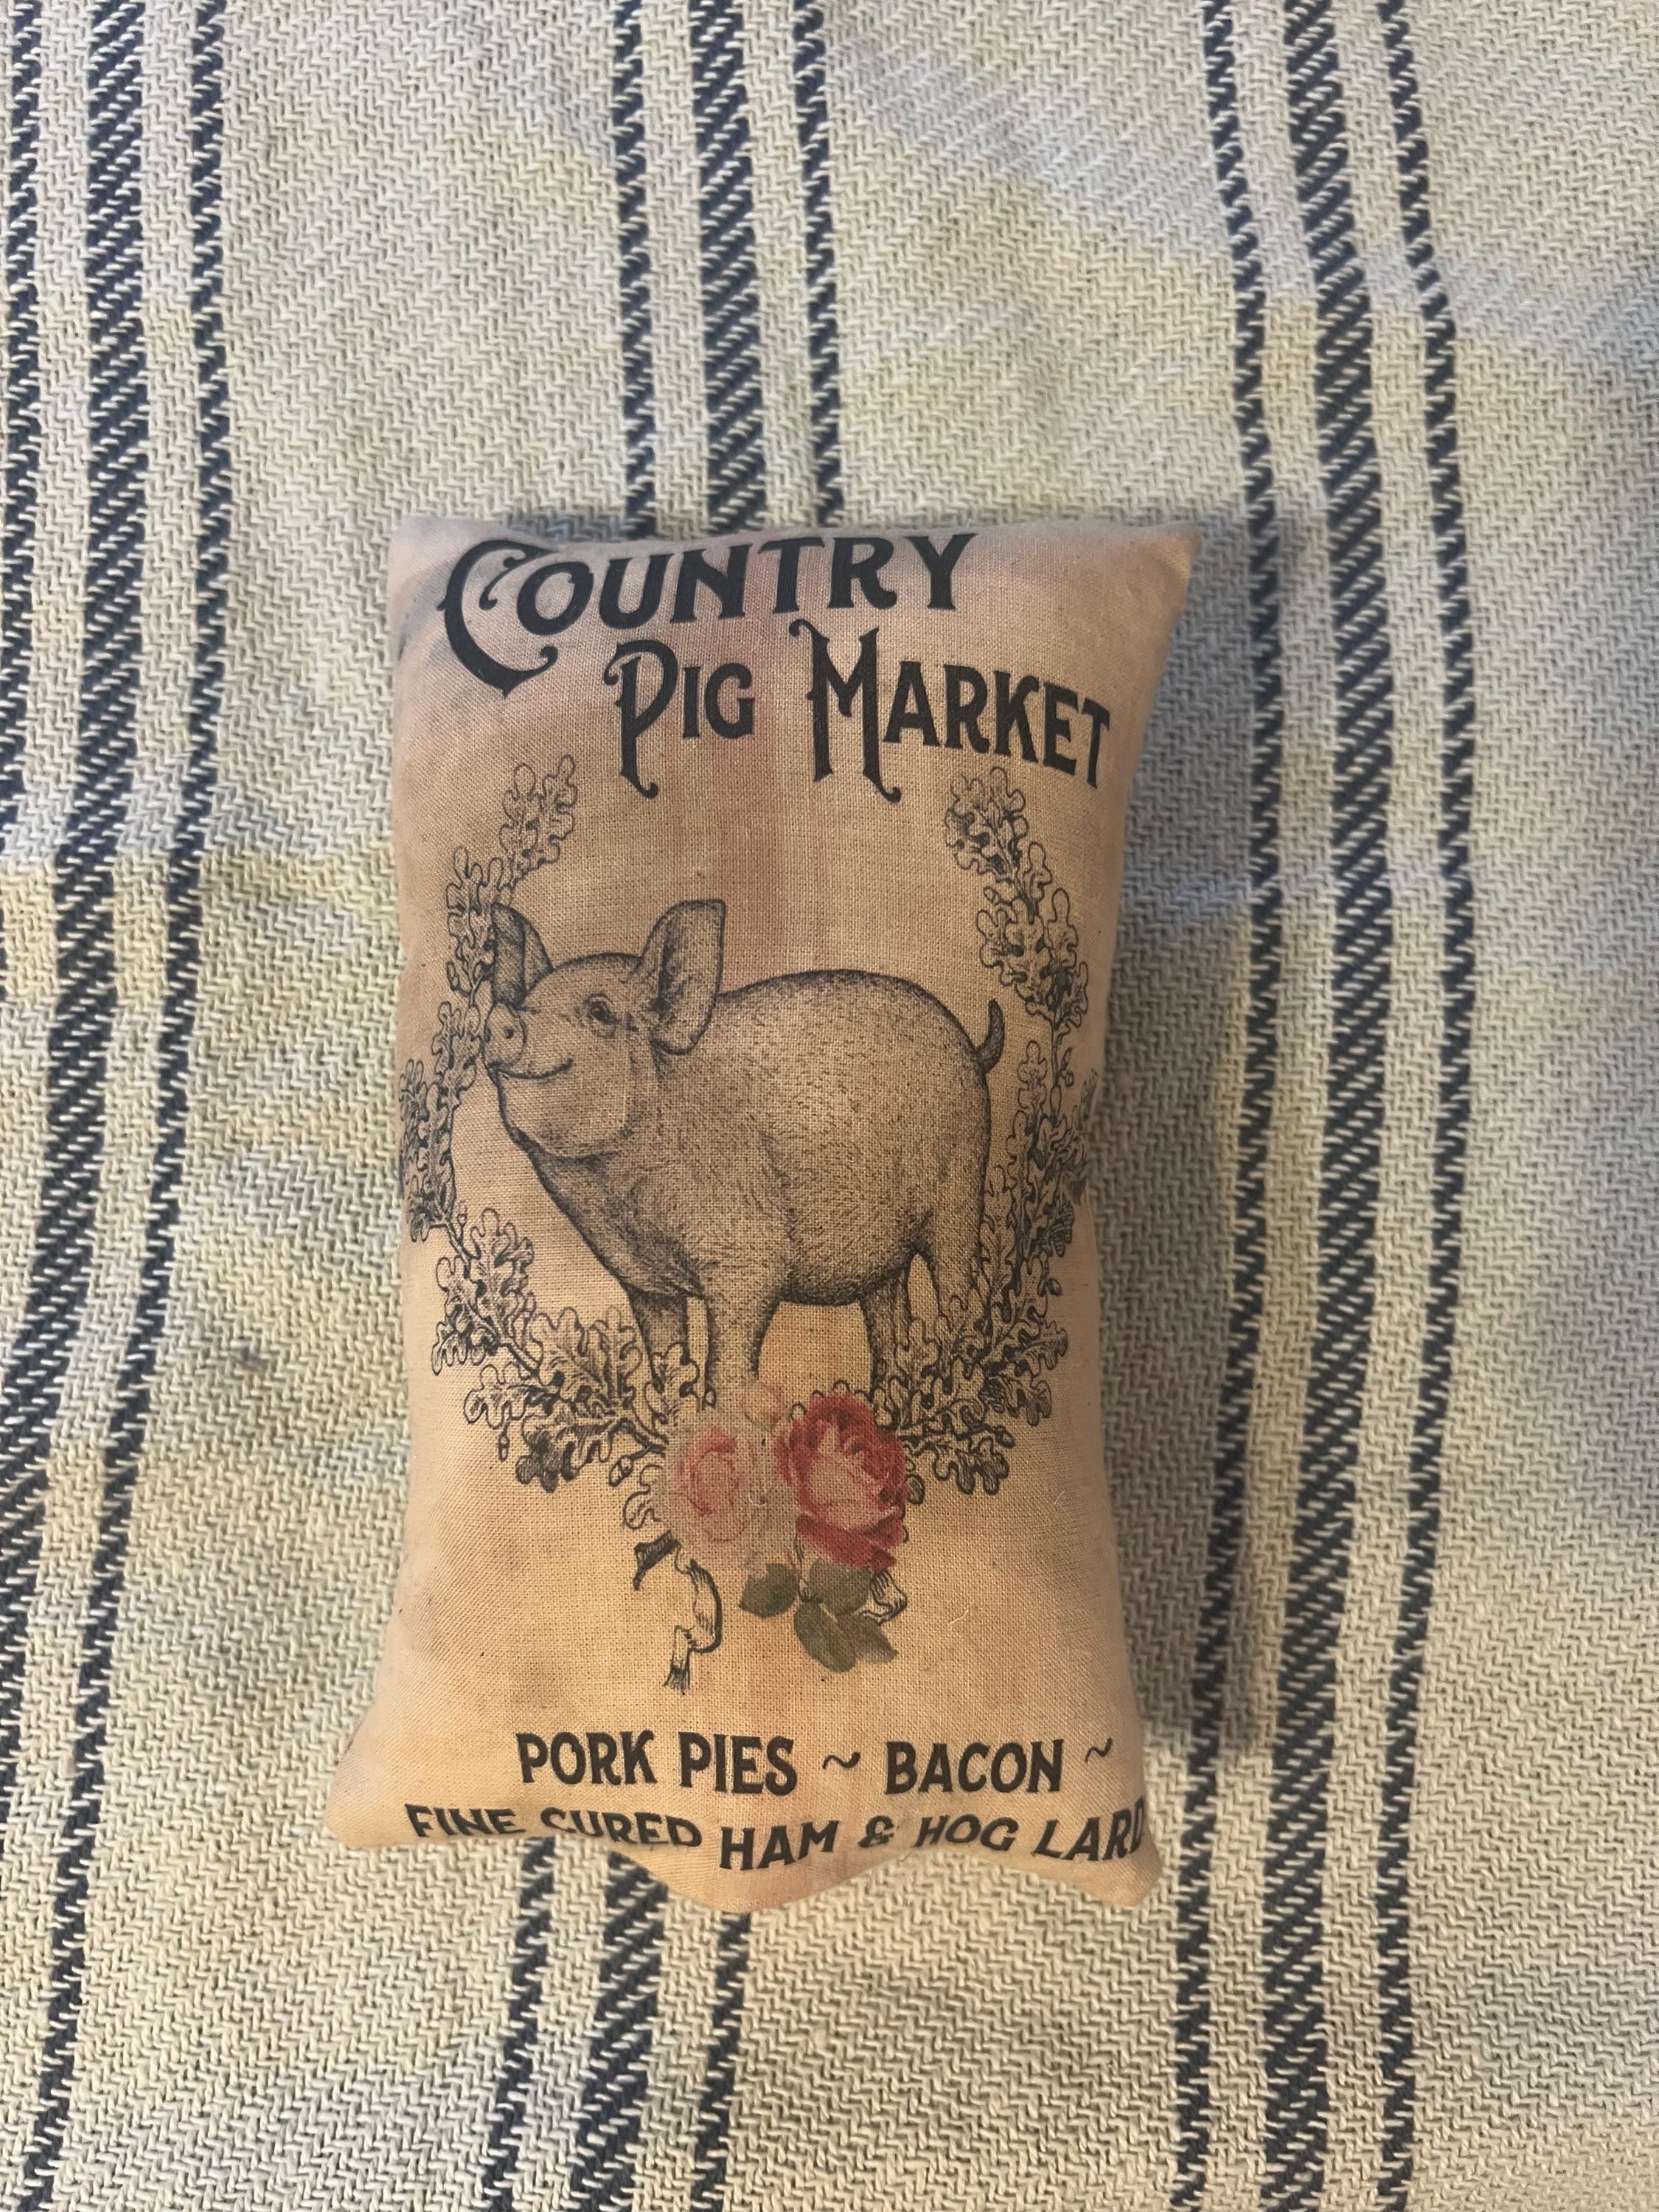 COUNTRY
PIG MARKET
PORK PIES ~ BACON ~
FINE CURED HAM & HOG LARD